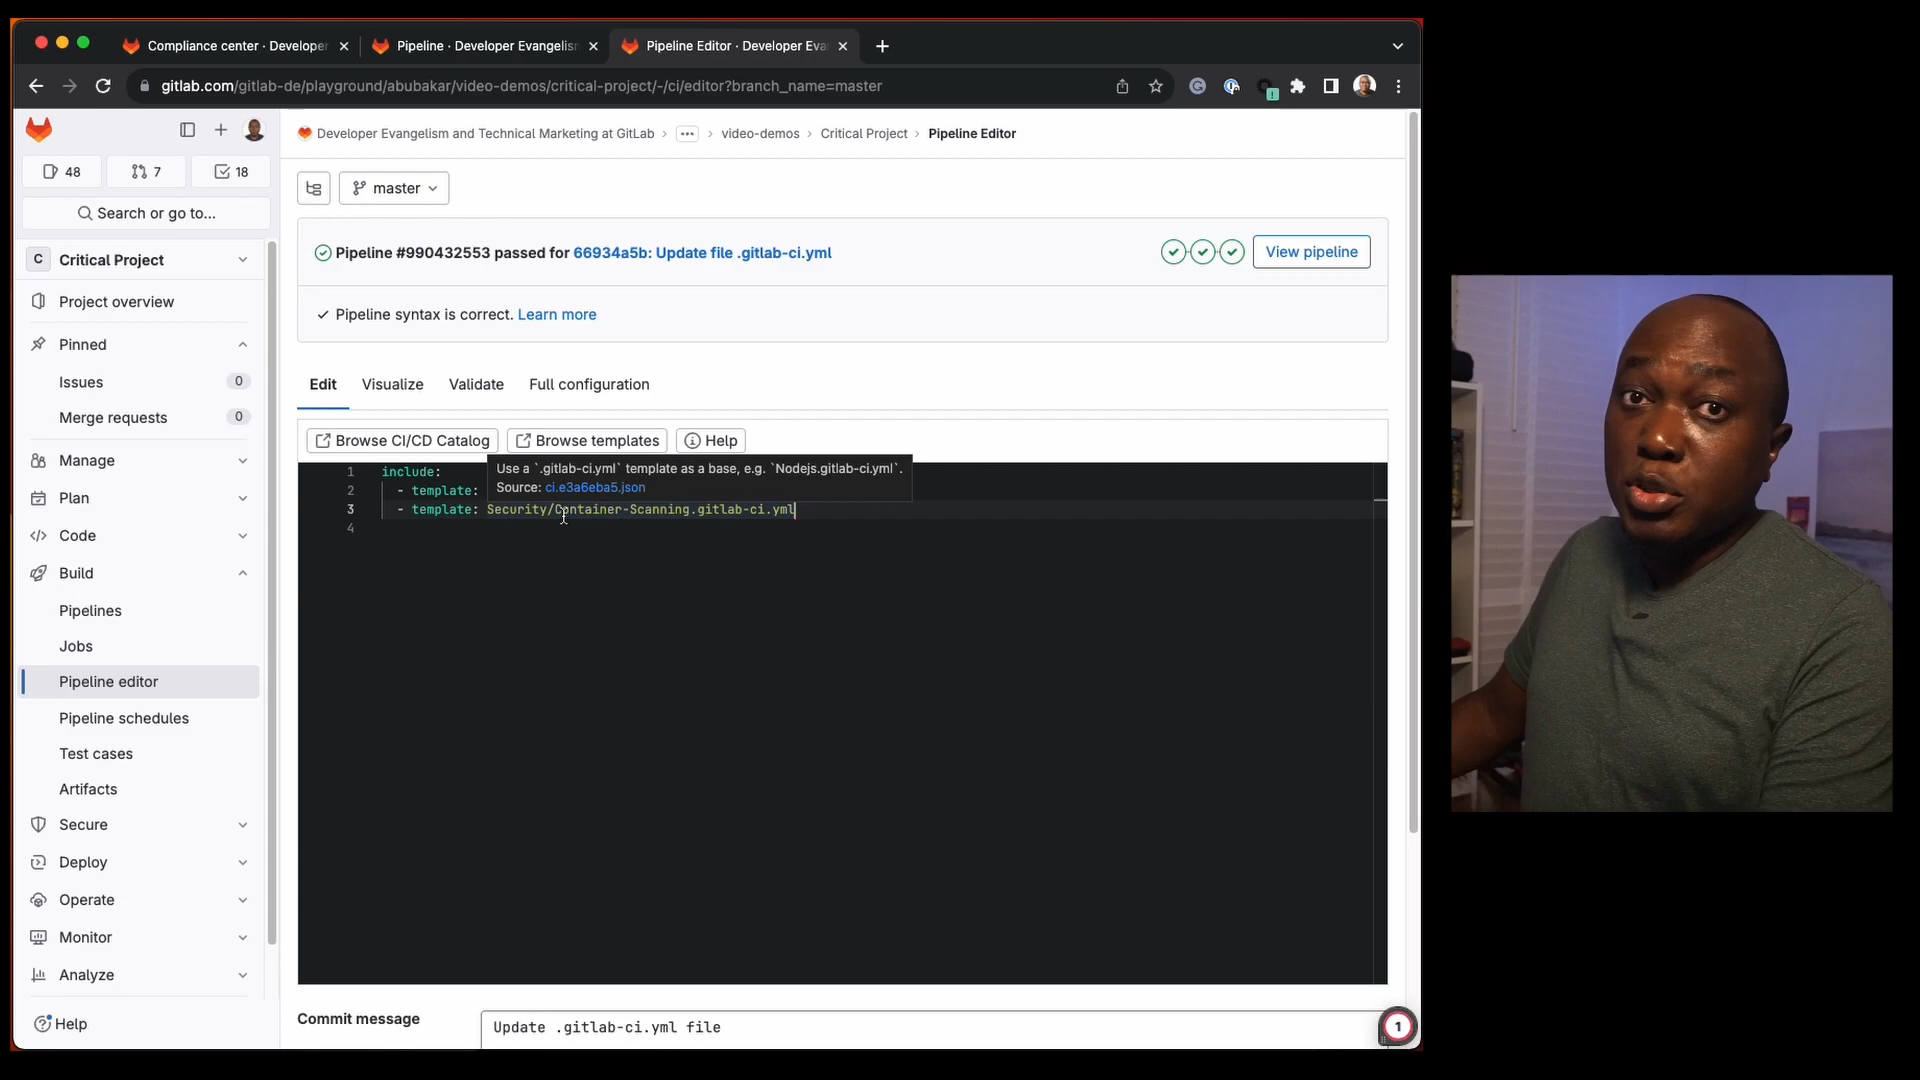 Compliance center · Developer
Pipeline · Developer Evangelism
Pipeline Editor · Developer Eva
gitlab.com/gitlab-de/playground/abubakar/video-demos/critical-project/-/ci/editor?branch_name=master
48
7
18
Search or go to...
C Critical Project
Project overview
Pinned
Issues 0
Merge requests 0
Manage
Plan
Code
Build
Pipelines
Jobs
Pipeline editor
Pipeline schedules
Test cases
Artifacts
Secure
Deploy
Operate
Monitor
Analyze
Help
Developer Evangelism and Technical Marketing at GitLab › ... › video-demos › Critical Project › Pipeline Editor
master
Pipeline #990432553 passed for 66934a5b: Update file .gitlab-ci.yml
View pipeline
Pipeline syntax is correct. Learn more
Edit Visualize Validate Full configuration
Browse CI/CD Catalog Browse templates Help
1 include:
Use a `.gitlab-ci.yml` template as a base, e.g. `Nodejs.gitlab-ci.yml`.
Source: ci.e3a6eba5.json
2 - template:
3 - template: Security/Container-Scanning.gitlab-ci.yml
4
Commit message
Update .gitlab-ci.yml file
1